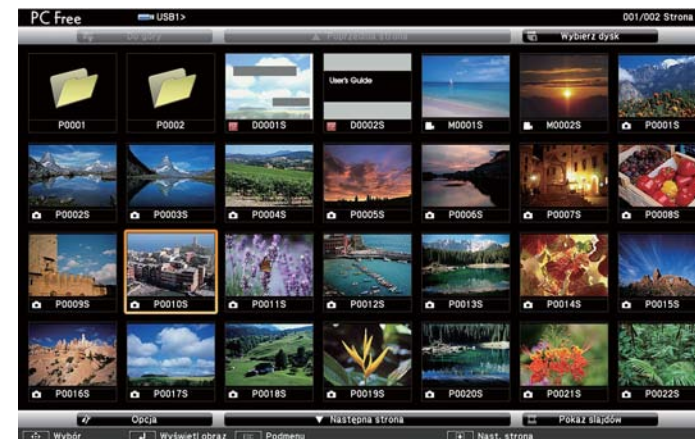 PC Free USB1> 001/002 Strona
Do góry Poprzednia strona Wybierz dysk
User's Guide
P0001 P0002 D0001S D0002S M0001S M0002S P0001S
P0002S P0003S P0004S P0005S P0006S P0007S P0008S
P0009S P0010S P0011S P0012S P0013S P0014S P0015S
P0016S P0017S P0018S P0019S P0020S P0021S P0022S
Opcja Następna strona Pokaz slajdów
Wybór Wyświetl obraz ESC Podmenu [+] Nast. strona